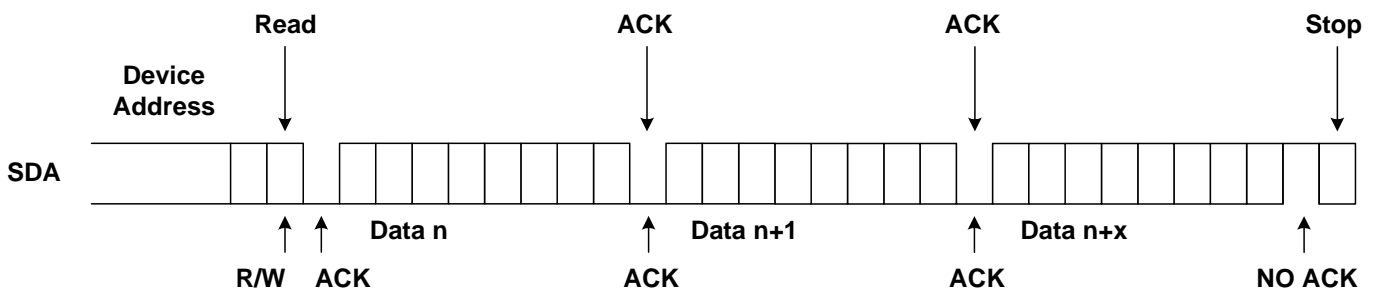 Read ACK ACK Stop
Device
Address
SDA
Data n Data n+1 Data n+x
R/W ACK ACK ACK NO ACK